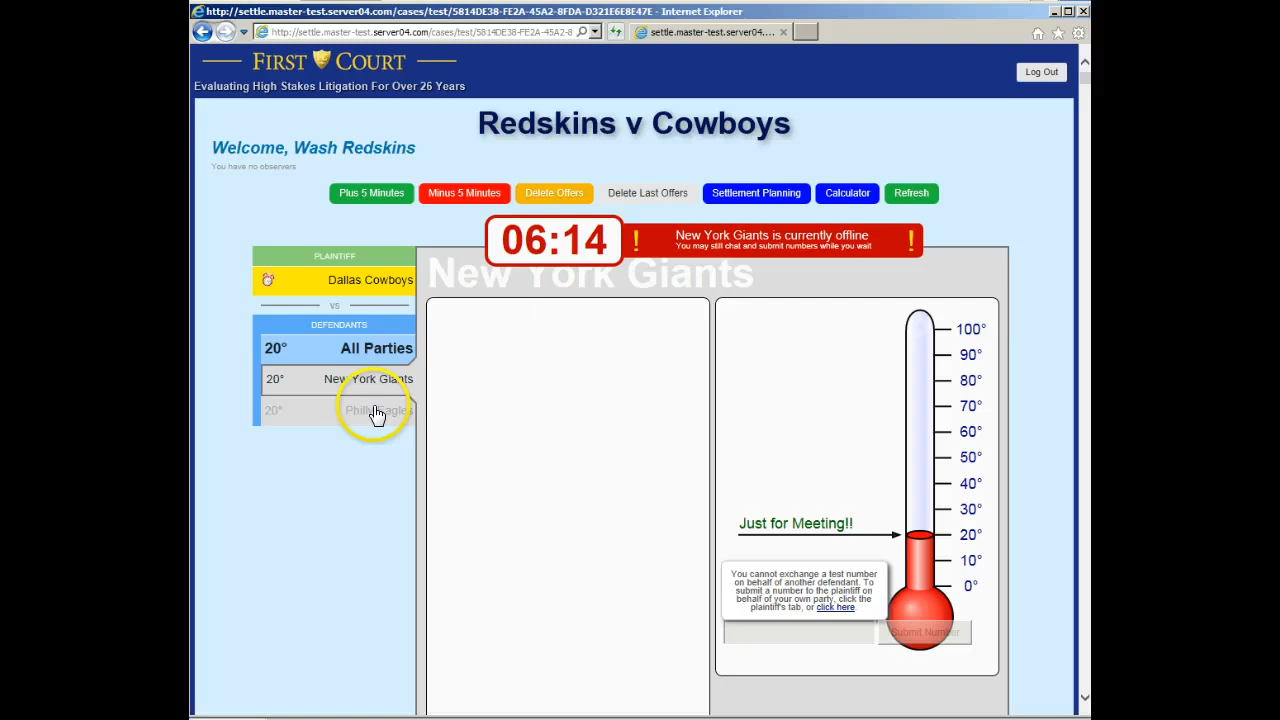 http://settle.master-test.server04.com/cases/test/5814DE38-FE2A-45A2-8FDA-D321E6E8E47E - Internet Explorer
http://settle.master-test.server04.com/cases/test/5814DE38-FE2A-45A2-8
settle.master-test.server04....
FIRST COURT
Log Out
Evaluating High Stakes Litigation For Over 26 Years
Redskins v Cowboys
Welcome, Wash Redskins
You have no observers
Plus 5 Minutes
Minus 5 Minutes
Delete Offers
Delete Last Offers
Settlement Planning
Calculator
Refresh
06:14
! New York Giants is currently offline !
You may still chat and submit numbers while you wait
PLAINTIFF
Dallas Cowboys
vs
DEFENDANTS
20° All Parties
20° New York Giants
20° Philly Eagles
New York Giants
100°
90°
80°
70°
60°
50°
40°
30°
Just for Meeting!!
20°
10°
0°
You cannot exchange a test number
on behalf of another defendant. To
submit a number to the plaintiff on
behalf of your own party, click the
plaintiff's tab, or click here.
Submit Number